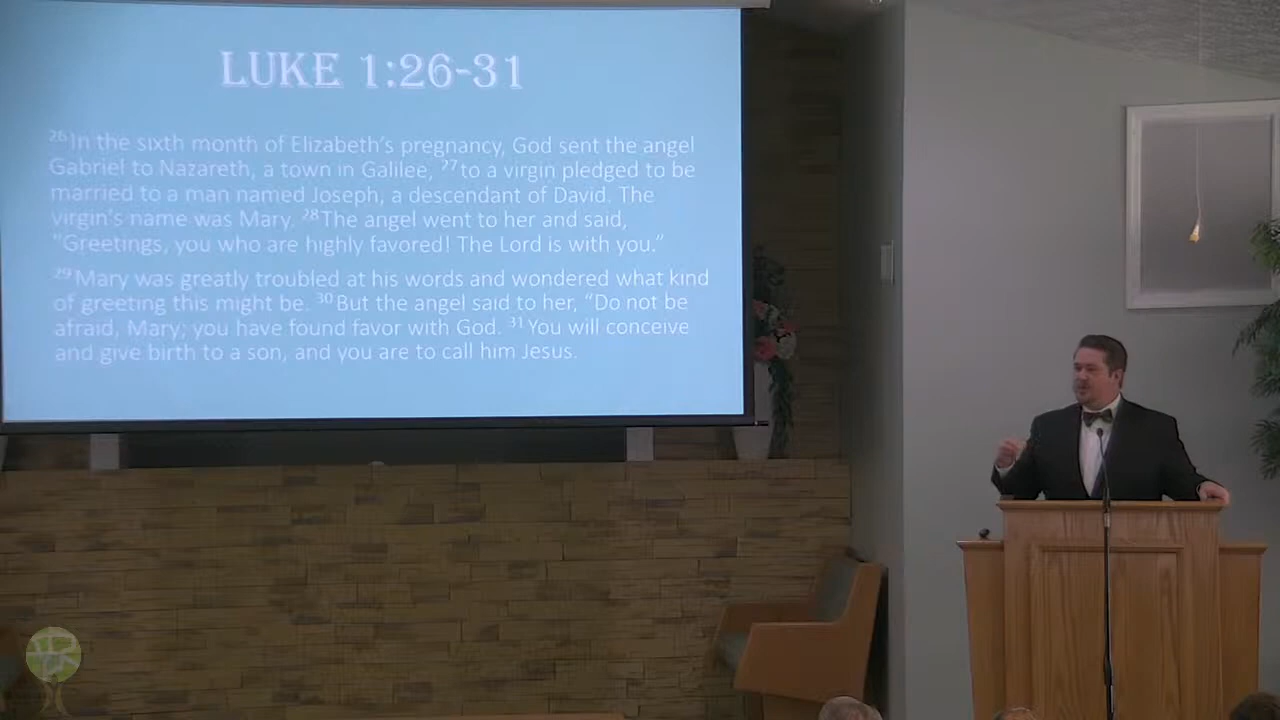 LUKE 1:26-31
26In the sixth month of Elizabeth’s pregnancy, God sent the angel
Gabriel to Nazareth, a town in Galilee, 27to a virgin pledged to be
married to a man named Joseph, a descendant of David. The
virgin’s name was Mary. 28The angel went to her and said,
"Greetings, you who are highly favored! The Lord is with you.”
29Mary was greatly troubled at his words and wondered what kind
of greeting this might be. 30But the angel said to her, “Do not be
afraid, Mary; you have found favor with God. 31You will conceive
and give birth to a son, and you are to call him Jesus.